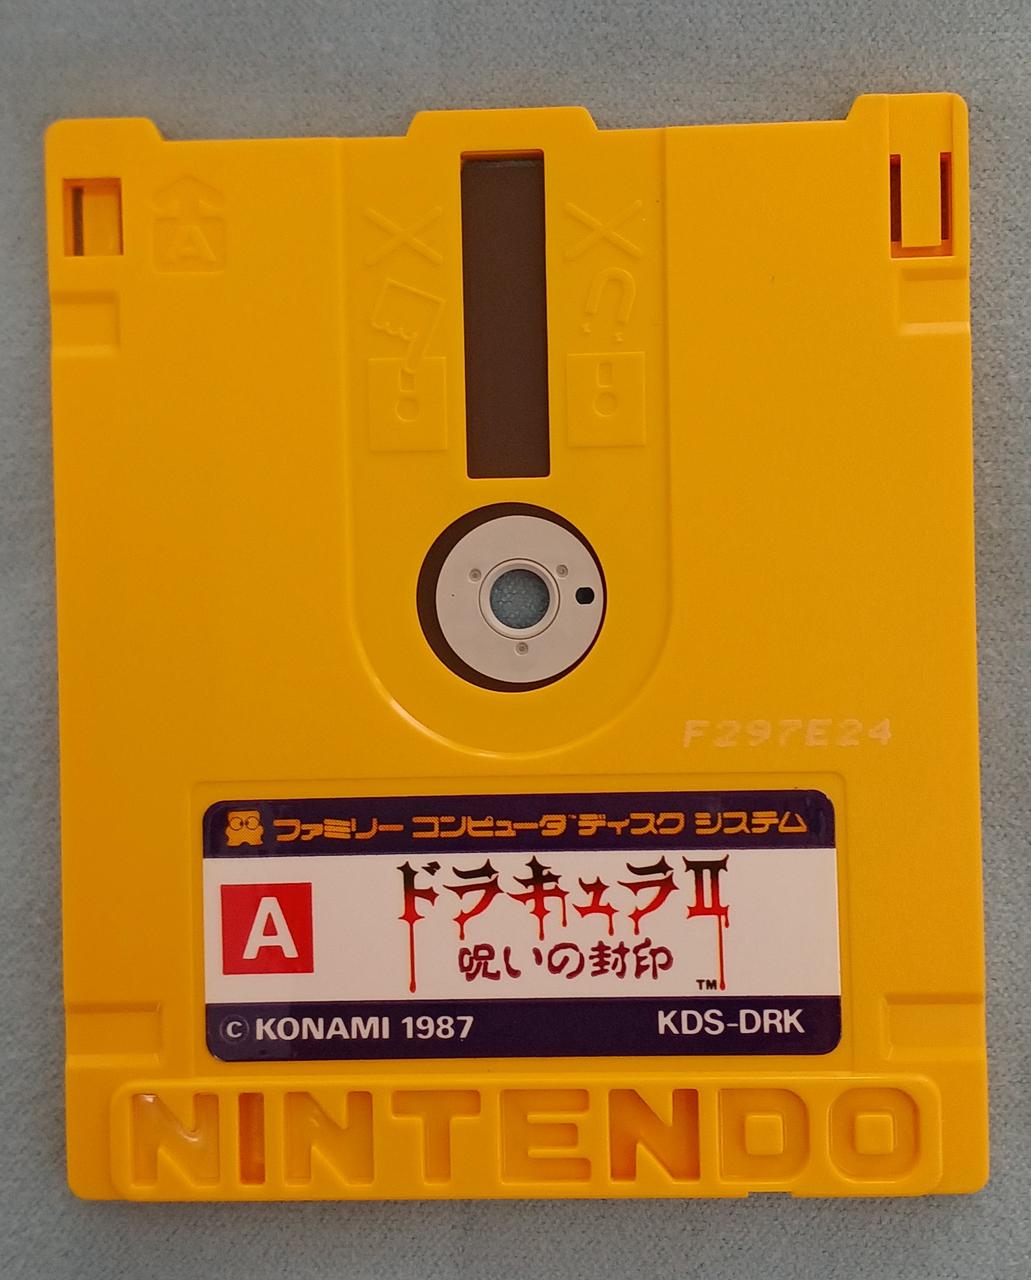 A
F297E24
ファミリー コンピュータ ディスク システム
A
ドラキュラII
呪いの封印
TM
© KONAMI 1987
KDS-DRK
NINTENDO